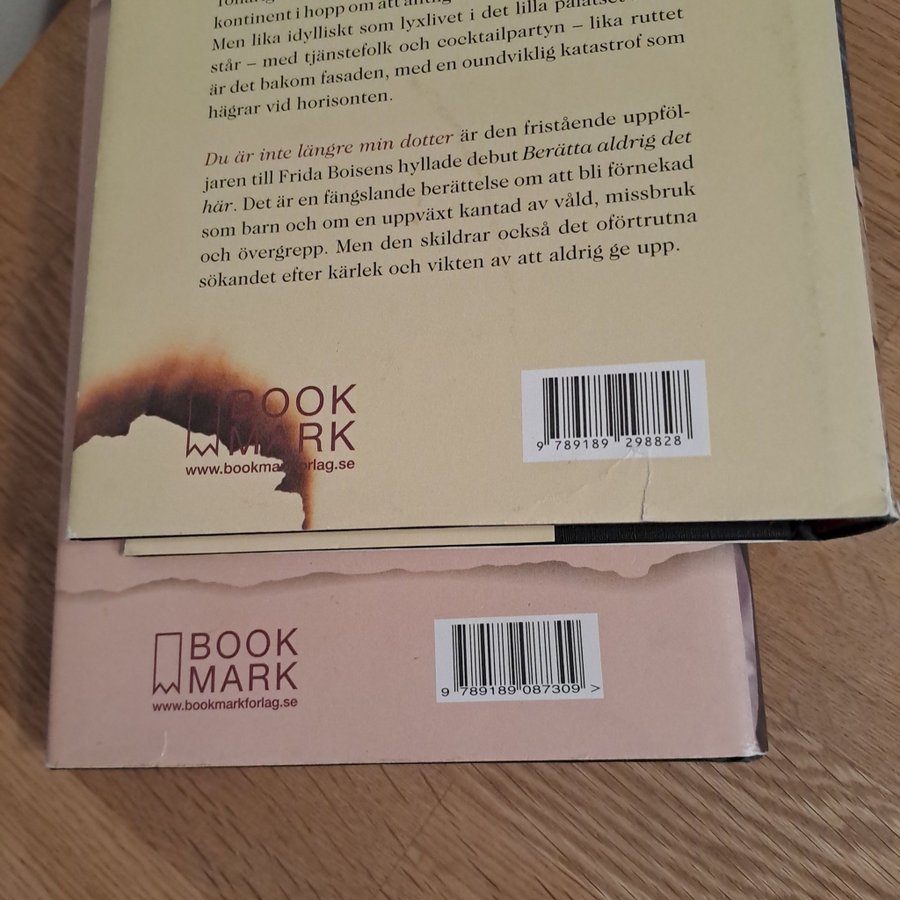 kontinent i hopp om att
Men lika idylliskt som lyxlivet i det lilla palatset
står – med tjänstefolk och cocktailpartyn – lika ruttet
är det bakom fasaden, med en oundviklig katastrof som
hägrar vid horisonten.
Du är inte längre min dotter är den fristående uppföl-
jaren till Frida Boisens hyllade debut Berätta aldrig det
här. Det är en fängslande berättelse om att bli förnekad
som barn och om en uppväxt kantad av våld, missbruk
och övergrepp. Men den skildrar också det oförtrutna
sökandet efter kärlek och vikten av att aldrig ge upp.
BOOK
MARK
www.bookmarkforlag.se
9 789189 298828
BOOK
MARK
www.bookmarkforlag.se
9 789189 087309 >